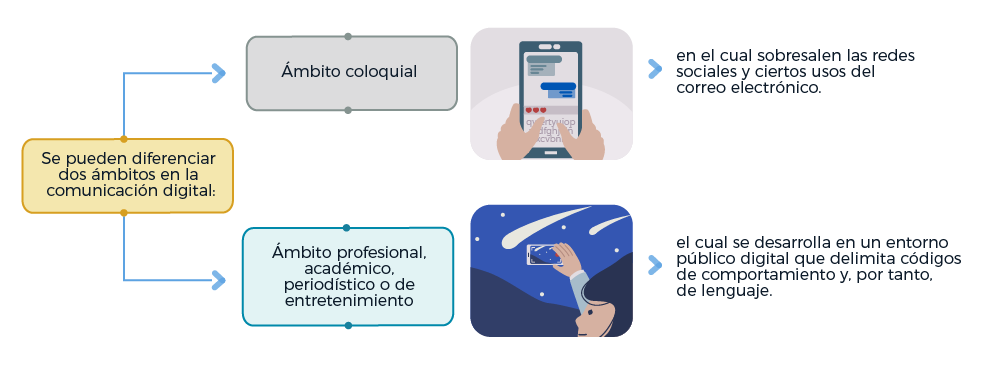 Se pueden diferenciar
dos ámbitos en la
comunicación digital:
Ámbito coloquial
en el cual sobresalen las redes
sociales y ciertos usos del
correo electrónico.
Ámbito profesional,
académico,
periodístico o de
entretenimiento
el cual se desarrolla en un entorno
público digital que delimita códigos
de comportamiento y, por tanto,
de lenguaje.